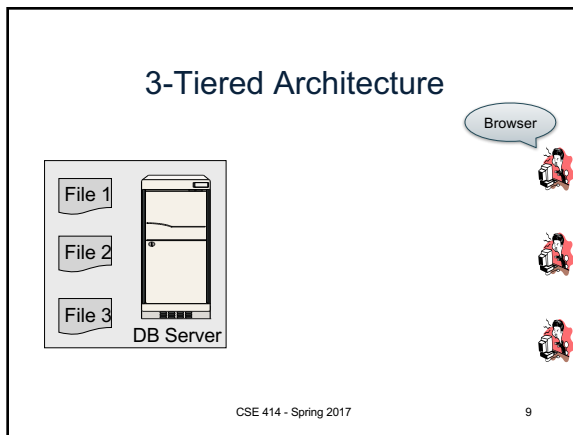 3-Tiered Architecture
Browser
File 1
File 2
File 3
DB Server
CSE 414 - Spring 2017
9